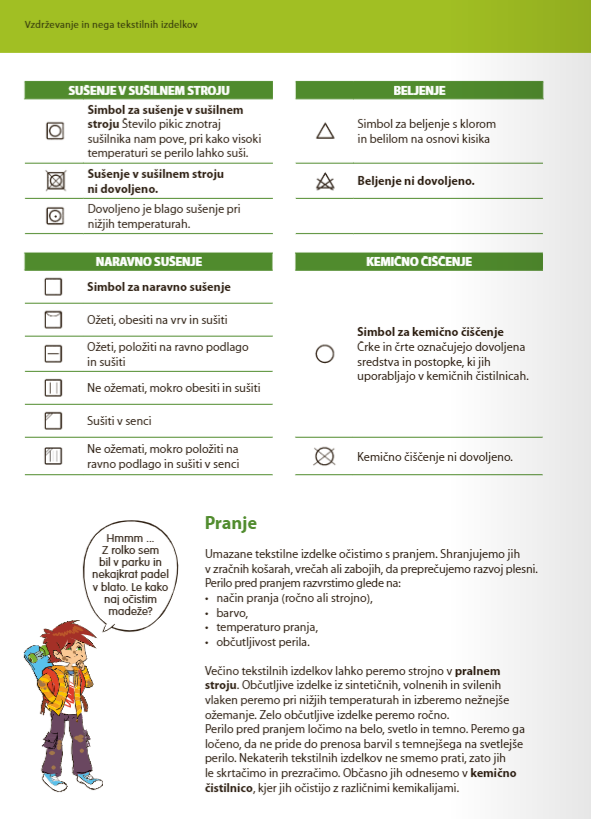 Vzdrževanje in nega tekstilnih izdelkov
SUŠENJE V SUŠILNEM STROJU
Simbol za sušenje v sušilnem
stroju Število pikic znotraj
sušilnika nam pove, pri kako visoki
temperaturi se perilo lahko suši.
Sušenje v sušilnem stroju
ni dovoljeno.
Dovoljeno je blago sušenje pri
nižjih temperaturah.
BELJENJE
Simbol za beljenje s klorom
in belilom na osnovi kisika
Beljenje ni dovoljeno.
NARAVNO SUŠENJE
Simbol za naravno sušenje
Ožeti, obesiti na vrv in sušiti
Ožeti, položiti na ravno podlago
in sušiti
Ne ožemati, mokro obesiti in sušiti
Sušiti v senci
Ne ožemati, mokro položiti na
ravno podlago in sušiti v senci
KEMIČNO ČIŠČENJE
Simbol za kemično čiščenje
Črke in črte označujejo dovoljena
sredstva in postopke, ki jih
uporabljajo v kemičnih čistilnicah.
Kemično čiščenje ni dovoljeno.
Hmmm ...
Z rolko sem
bil v parku in
nekajkrat padel
v blato. Le kako
naj očistim
madeže?
Pranje
Umazane tekstilne izdelke očistimo s pranjem. Shranjujemo jih
v zračnih košarah, vrečah ali zabojih, da preprečujemo razvoj plesni.
Perilo pred pranjem razvrstimo glede na:
• način pranja (ročno ali strojno),
• barvo,
• temperaturo pranja,
• občutljivost perila.
Večino tekstilnih izdelkov lahko peremo strojno v pralnem
stroju. Občutljive izdelke iz sintetičnih, volnenih in svilenih
vlaken peremo pri nižjih temperaturah in izberemo nežnejše
ožemanje. Zelo občutljive izdelke peremo ročno.
Perilo pred pranjem ločimo na belo, svetlo in temno. Peremo ga
ločeno, da ne pride do prenosa barvil s temnejšega na svetlejše
perilo. Nekaterih tekstilnih izdelkov ne smemo prati, zato jih
le skrtačimo in prezračimo. Občasno jih odnesemo v kemično
čistilnico, kjer jih očistijo z različnimi kemikalijami.